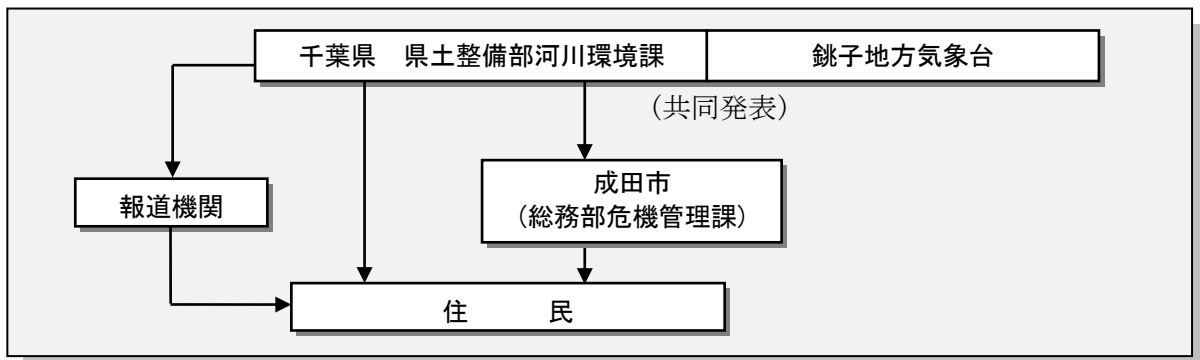 千葉県　県土整備部河川環境課
銚子地方気象台
（共同発表）
成田市
（総務部危機管理課）
報道機関
住　　　民